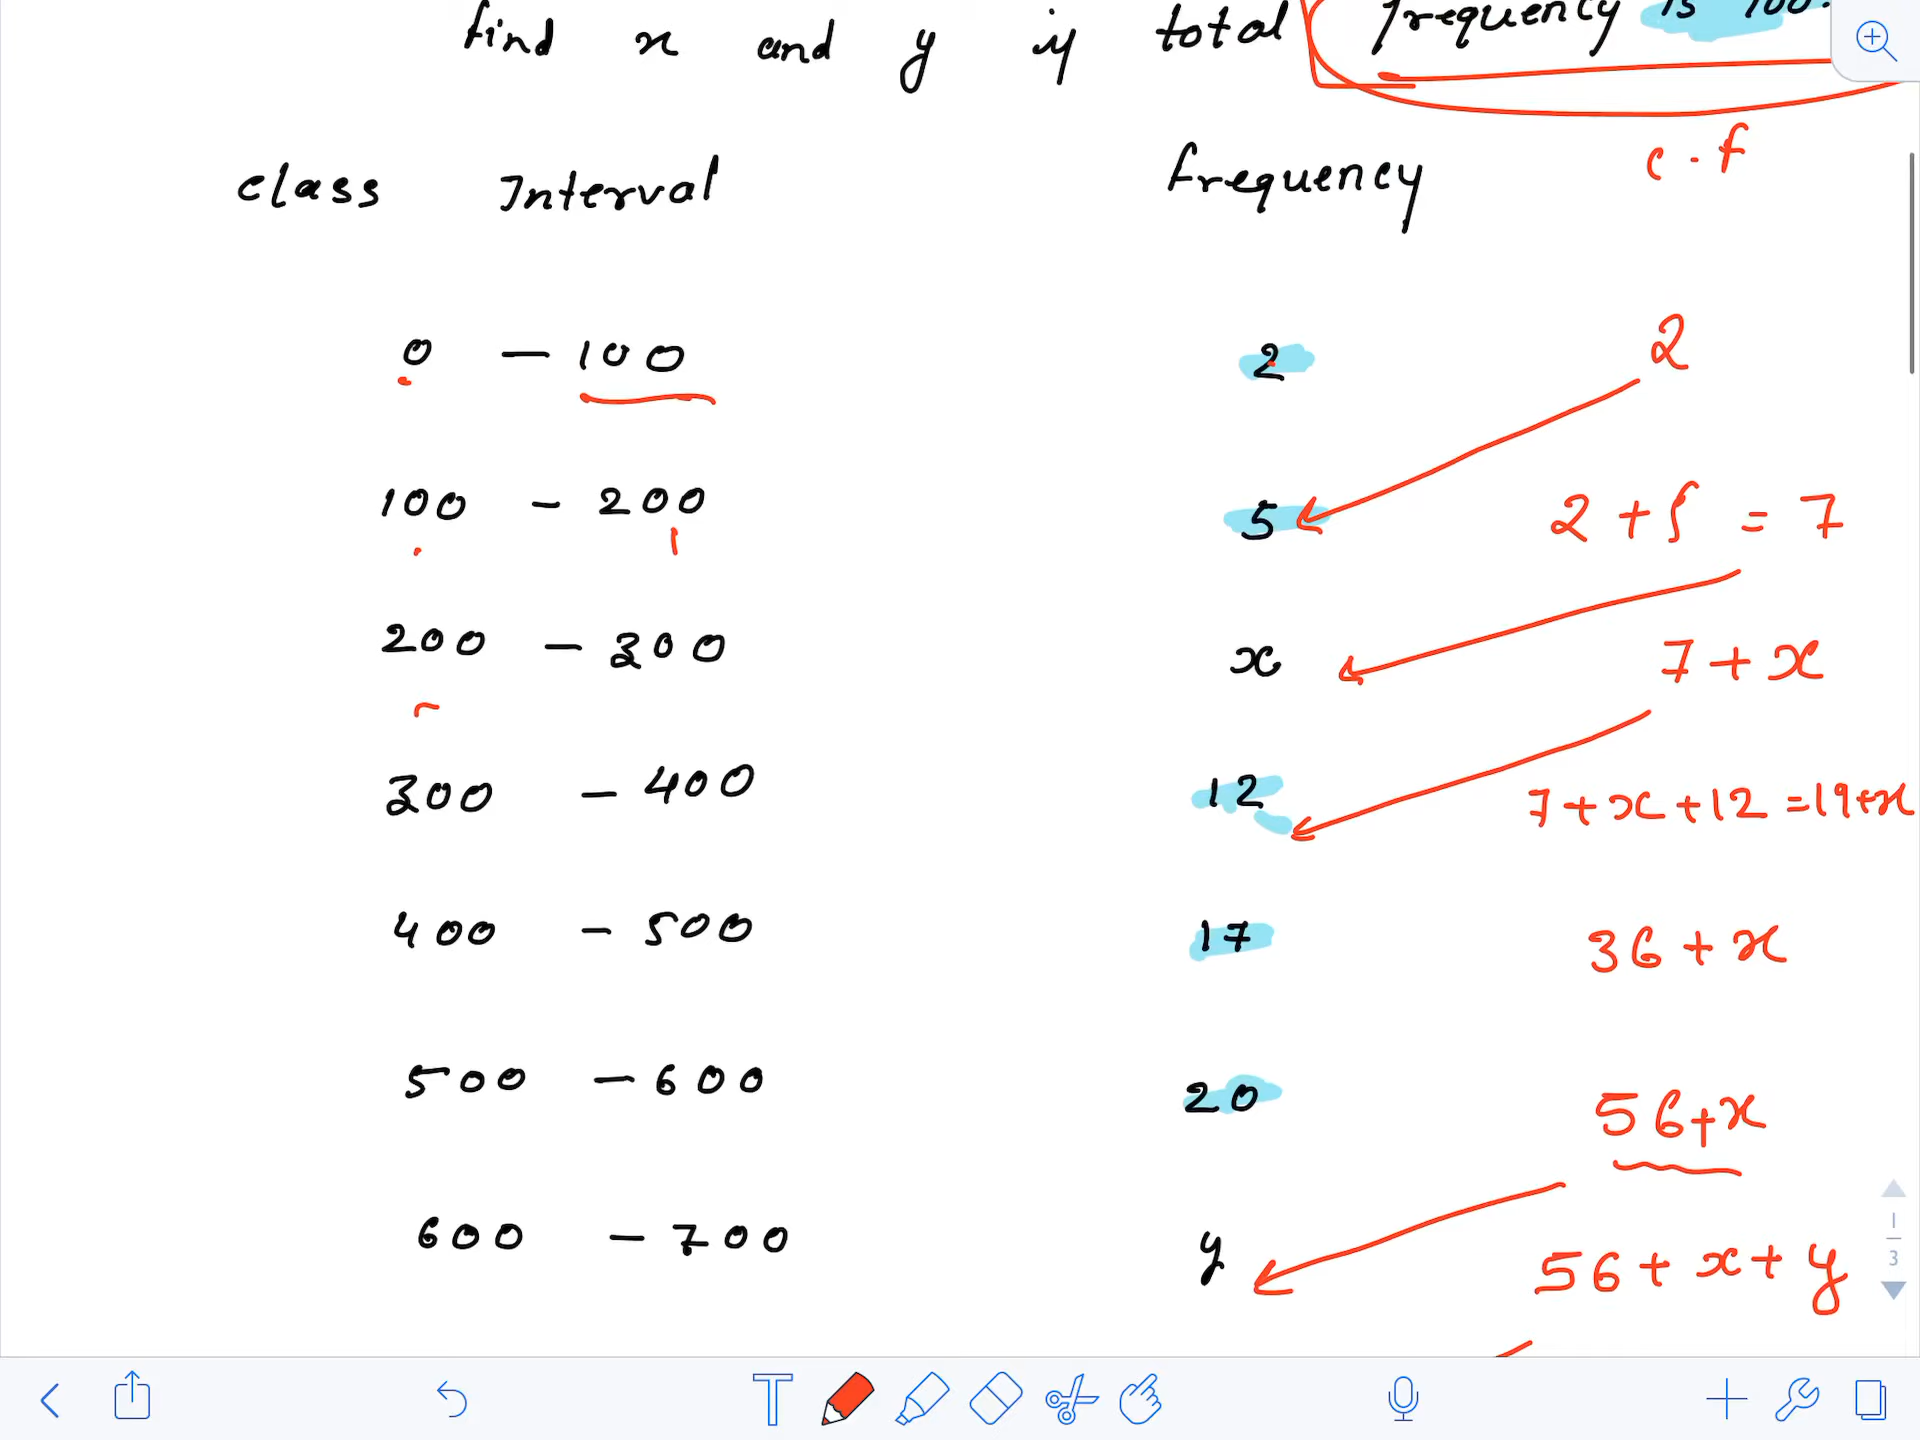 find x and y if total frequency is 100.
class Interval frequency c.f
0 - 100 2 2
100 - 200 5 2 + 5 = 7
200 - 300 x 7 + x
300 - 400 12 7 + x + 12 = 19 + x
400 - 500 17 36 + x
500 - 600 20 56 + x
600 - 700 y 56 + x + y
1
3
T